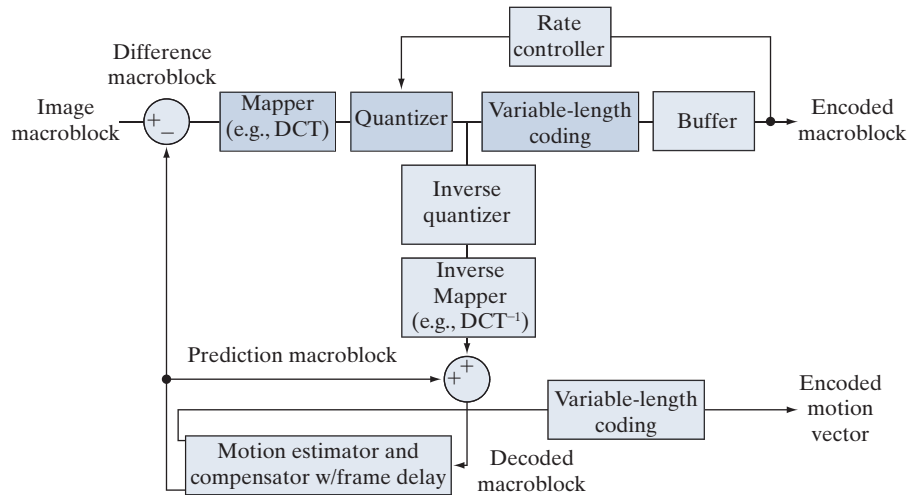 Rate
controller
Difference
macroblock
Image
macroblock
+
−
Mapper
(e.g., DCT)
Quantizer
Variable-length
coding
Buffer
Encoded
macroblock
Inverse
quantizer
Inverse
Mapper
(e.g., DCT⁻¹)
Prediction macroblock
+
+
Variable-length
coding
Encoded
motion
vector
Motion estimator and
compensator w/frame delay
Decoded
macroblock